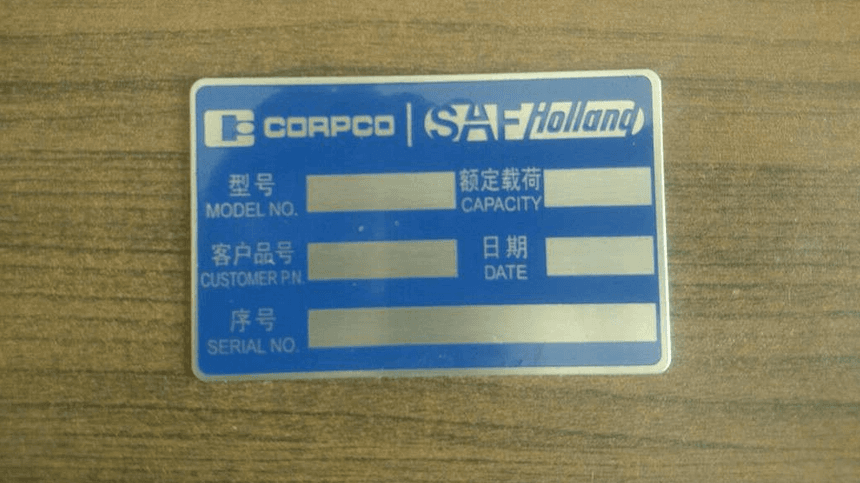 CORPCO | SAF Holland
型号 额定载荷
MODEL NO. CAPACITY
客户品号 日期
CUSTOMER P.N. DATE
序号
SERIAL NO.